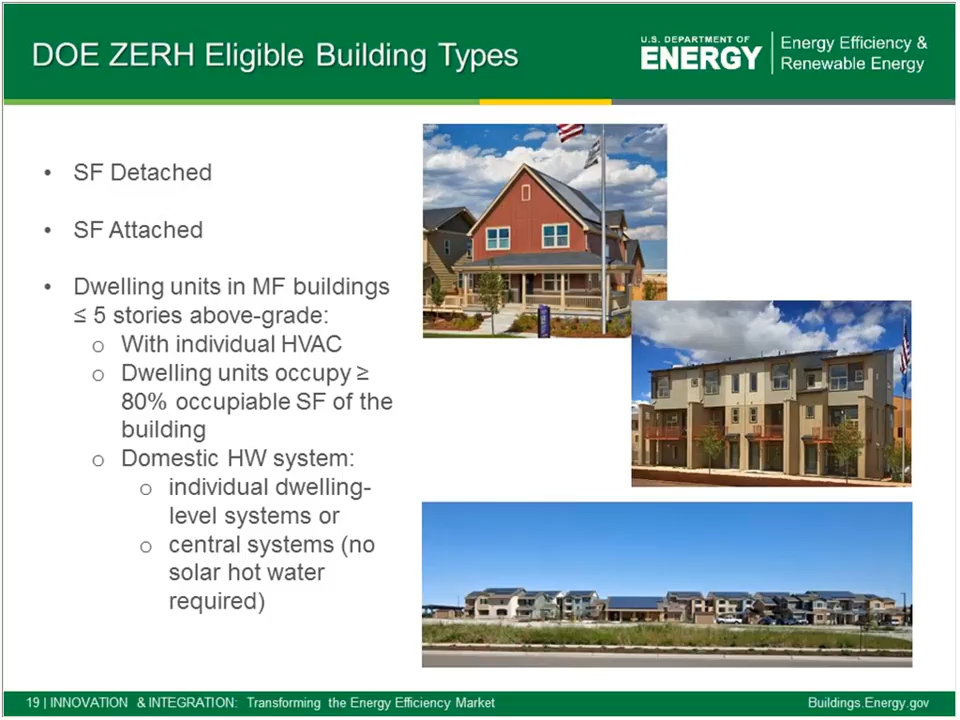 DOE ZERH Eligible Building Types
U.S. DEPARTMENT OF
ENERGY
Energy Efficiency &
Renewable Energy
• SF Detached
• SF Attached
• Dwelling units in MF buildings
≤ 5 stories above-grade:
o With individual HVAC
o Dwelling units occupy ≥
80% occupiable SF of the
building
o Domestic HW system:
o individual dwelling-
level systems or
o central systems (no
solar hot water
required)
19 | INNOVATION & INTEGRATION: Transforming the Energy Efficiency Market
Buildings.Energy.gov